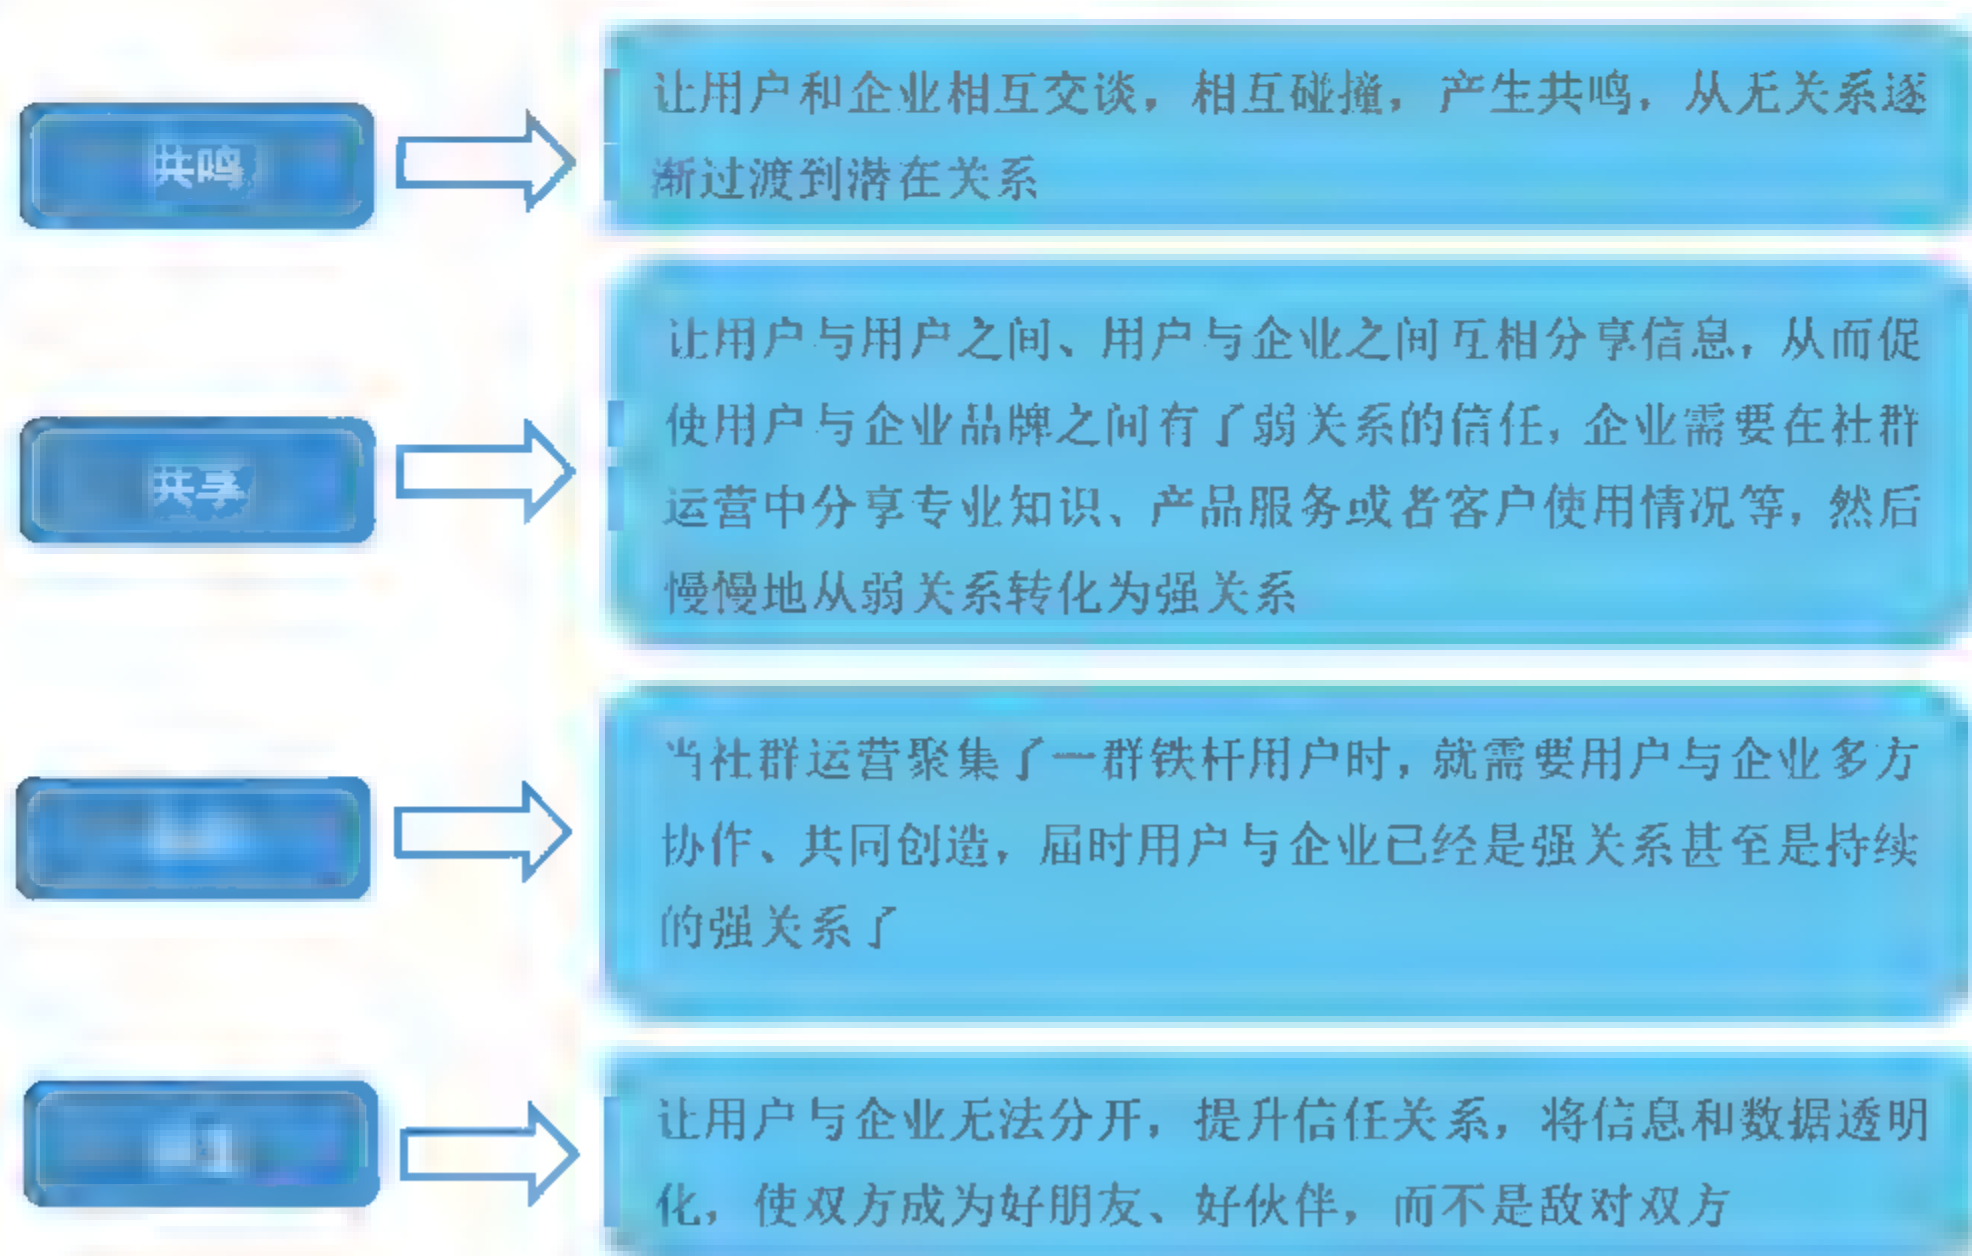 共鸣
让用户和企业相互交谈，相互碰撞，产生共鸣，从无关系逐
渐过渡到潜在关系
共享
让用户与用户之间、用户与企业之间互相分享信息，从而促
使用户与企业品牌之间有了弱关系的信任，企业需要在社群
运营中分享专业知识、产品服务或者客户使用情况等，然后
慢慢地从弱关系转化为强关系
当社群运营聚集了一群铁杆用户时，就需要用户与企业多方
协作、共同创造，届时用户与企业已经是强关系甚至是持续
的强关系了
让用户与企业无法分开，提升信任关系，将信息和数据透明
化，使双方成为好朋友、好伙伴，而不是敌对双方